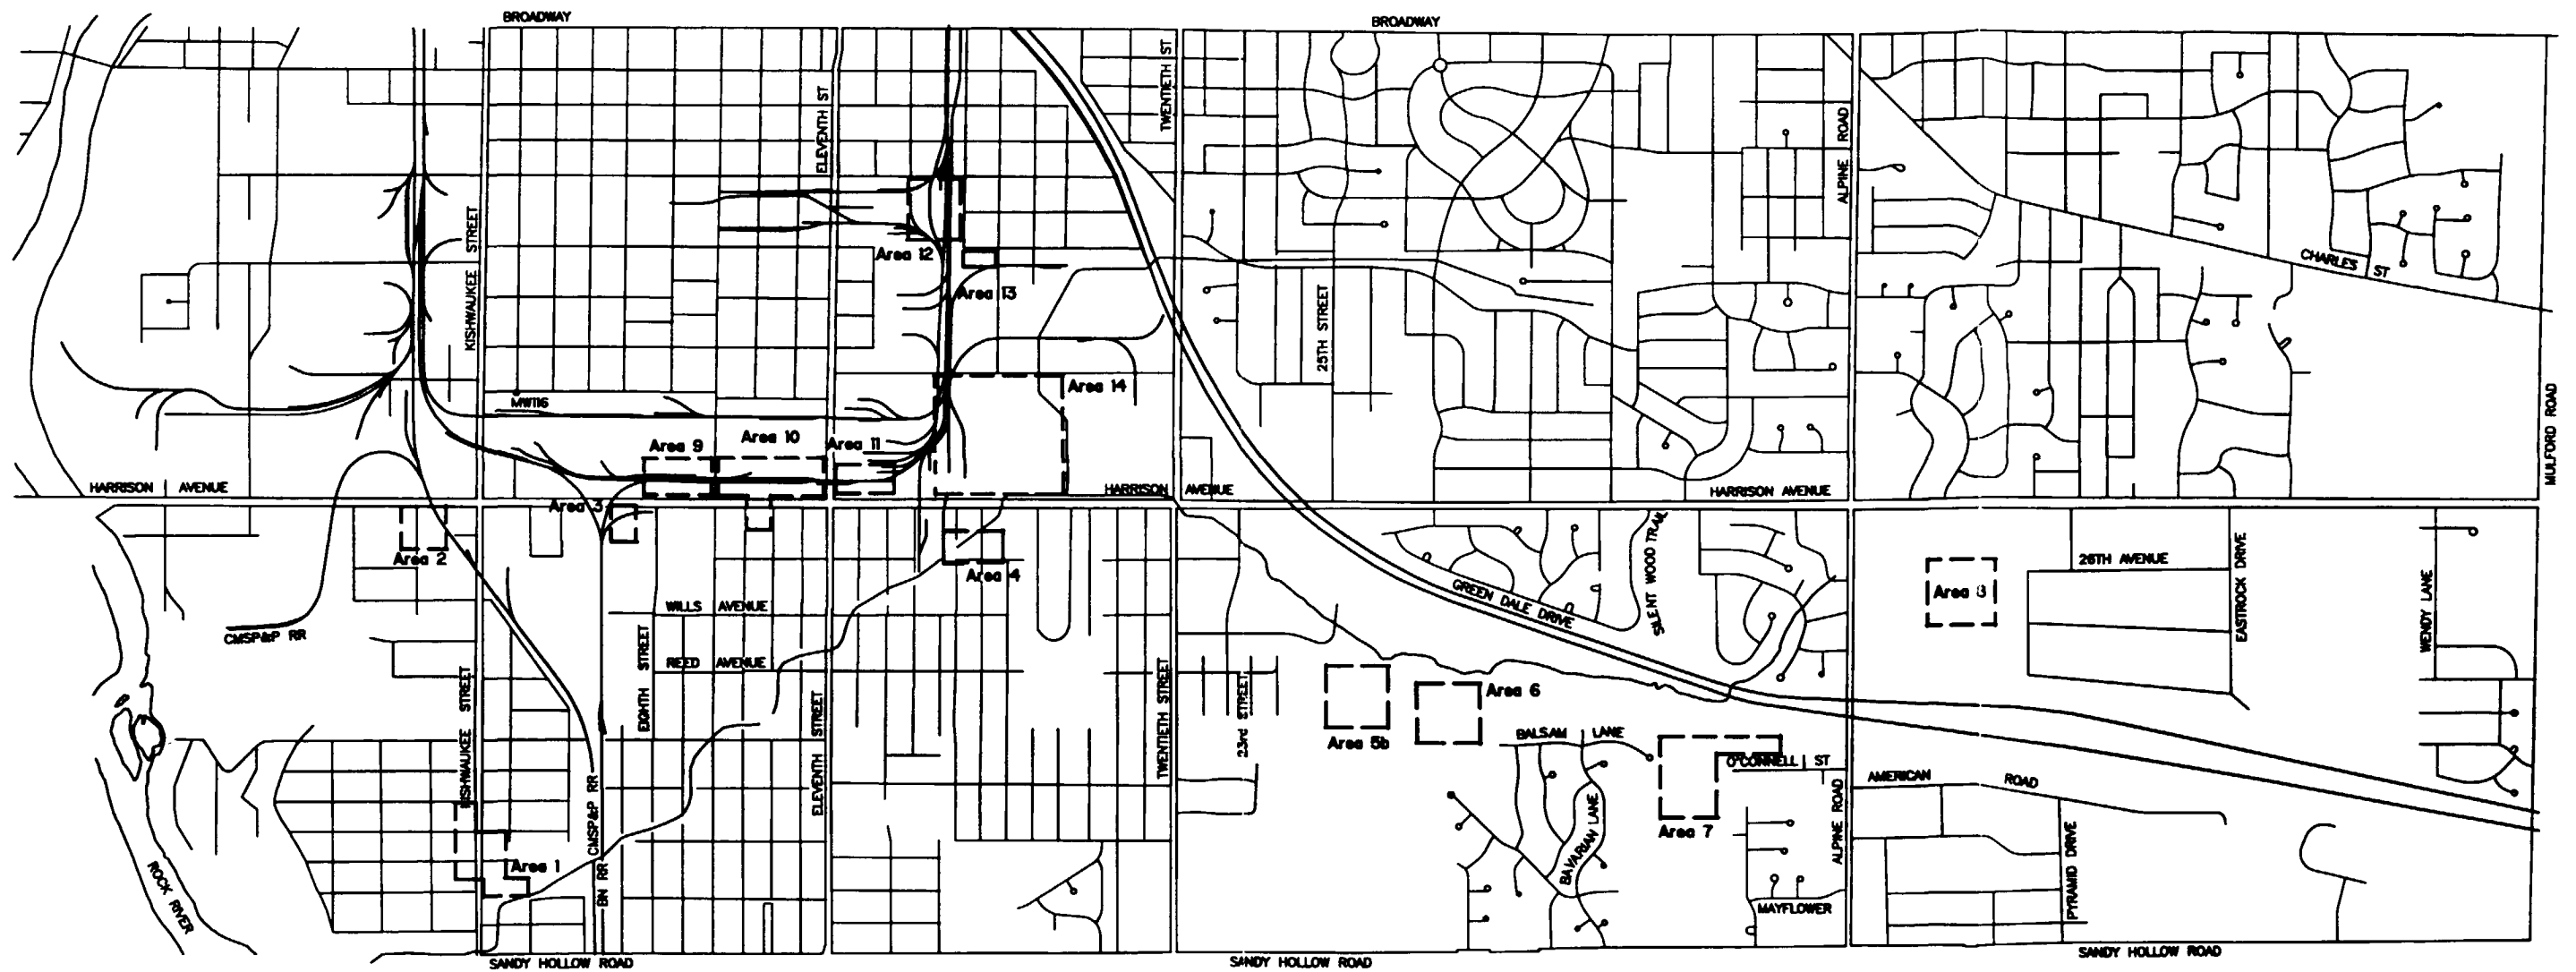 BROADWAY
BROADWAY
TWENTIETH ST
ELEVENTH ST
ALPINE ROAD
KISHWAUKEE STREET
Area 12
CHARLES ST
Area 13
25TH STREET
Area 14
MW116
MULFORD ROAD
Area 9
Area 10
Area 11
HARRISON AVENUE
HARRISON AVENUE
HARRISON AVENUE
Area 3
Area 2
Area 4
SILENT WOOD TRAIL
GREEN DALE DRIVE
26TH AVENUE
Area 8
EASTROCK DRIVE
WENDY LANE
WILLS AVENUE
CMSP&P RR
EIGHTH STREET
REED AVENUE
KISHWAUKEE STREET
ELEVENTH STREET
TWENTIETH STREET
23rd STREET
Area 6
Area 5b
BALSAM LANE
O'CONNELL ST
AMERICAN ROAD
CMSP&P RR
BAVARIAN LANE
Area 7
ALPINE ROAD
PYRAMID DRIVE
Area 1
BN RR
ROCK RIVER
MAYFLOWER
SANDY HOLLOW ROAD
SANDY HOLLOW ROAD
SANDY HOLLOW ROAD